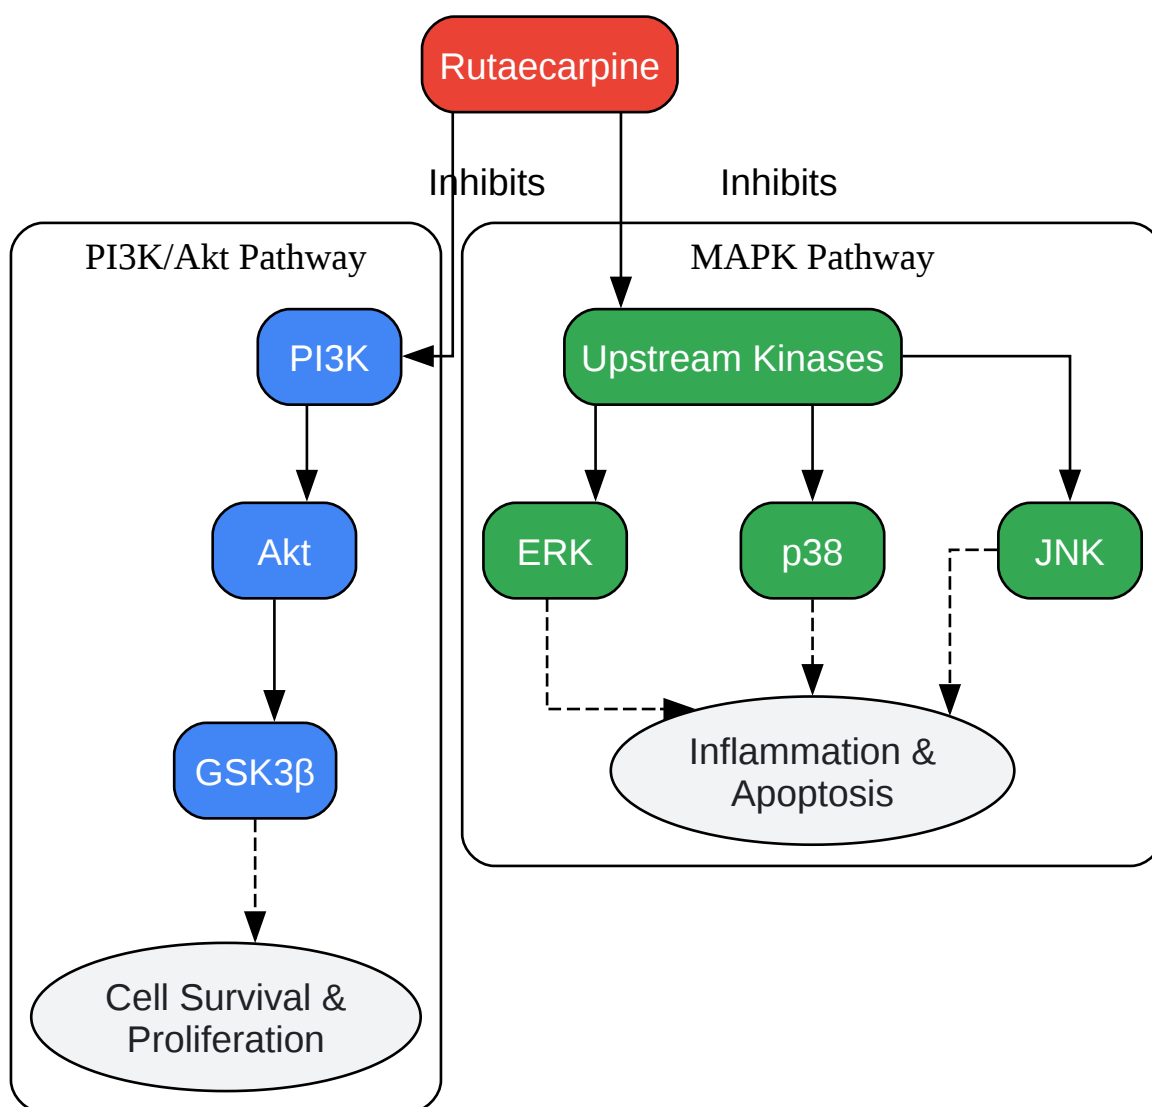 Rutaecarpine
Inhibits
Inhibits
PI3K/Akt Pathway
MAPK Pathway
PI3K
Upstream Kinases
Akt
ERK
p38
JNK
GSK3β
Inflammation &
Apoptosis
Cell Survival &
Proliferation